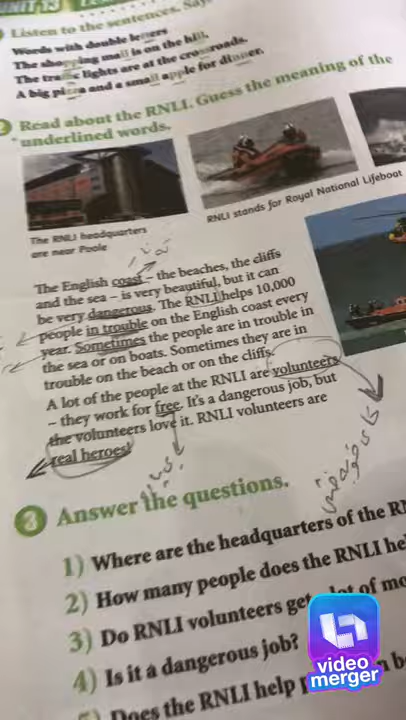 UNIT 13
Listen to the sentences. Say
Words with double letters
The shopping mall is on the hill.
The traffic lights are at the crossroads.
A big pizza and a small apple for dinner.
2 Read about the RNLI. Guess the meaning of the
underlined words.
The RNLI headquarters
are near Poole
RNLI stands for Royal National Lifeboat
The English coast – the beaches, the cliffs
and the sea – is very beautiful, but it can
be very dangerous. The RNLI helps 10,000
people in trouble on the English coast every
year. Sometimes the people are in trouble in
the sea or on boats. Sometimes they are in
trouble on the beach or on the cliffs.
A lot of the people at the RNLI are volunteers
– they work for free. It's a dangerous job, but
the volunteers love it. RNLI volunteers are
real heroes!
3 Answer the questions.
1) Where are the headquarters of the
2) How many people does the RNLI
3) Do RNLI volunteers get lot of
4) Is it a dangerous job?
5) Does the RNLI help
video
merger